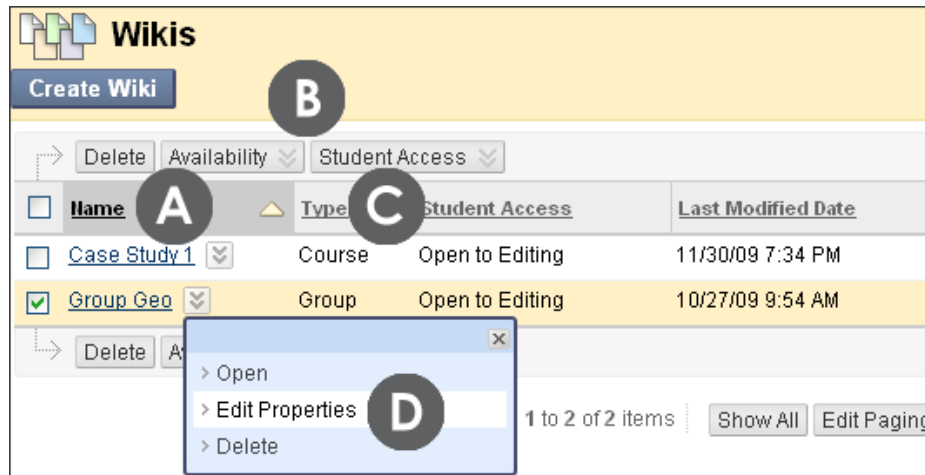 Wikis
Create Wiki
B
Delete Availability Student Access
Name A Type C Student Access Last Modified Date
Case Study 1 Course Open to Editing 11/30/09 7:34 PM
Group Geo Group Open to Editing 10/27/09 9:54 AM
Delete A
> Open
> Edit Properties D 1 to 2 of 2 items Show All Edit Paging
> Delete